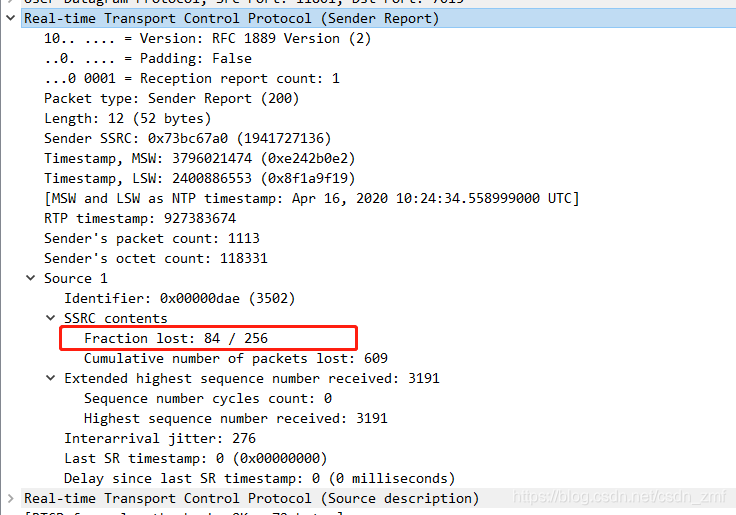 User Datagram Protocol, Src Port: 11801, Dst Port: 7019
Real-time Transport Control Protocol (Sender Report)
10.. .... = Version: RFC 1889 Version (2)
..0. .... = Padding: False
...0 0001 = Reception report count: 1
Packet type: Sender Report (200)
Length: 12 (52 bytes)
Sender SSRC: 0x73bc67a0 (1941727136)
Timestamp, MSW: 3796021474 (0xe242b0e2)
Timestamp, LSW: 2400886553 (0x8f1a9f19)
[MSW and LSW as NTP timestamp: Apr 16, 2020 10:24:34.558999000 UTC]
RTP timestamp: 927383674
Sender's packet count: 1113
Sender's octet count: 118331
Source 1
Identifier: 0x00000dae (3502)
SSRC contents
Fraction lost: 84 / 256
Cumulative number of packets lost: 609
Extended highest sequence number received: 3191
Sequence number cycles count: 0
Highest sequence number received: 3191
Interarrival jitter: 276
Last SR timestamp: 0 (0x00000000)
Delay since last SR timestamp: 0 (0 milliseconds)
Real-time Transport Control Protocol (Source description)
https://blog.csdn.net/csdn_zmf